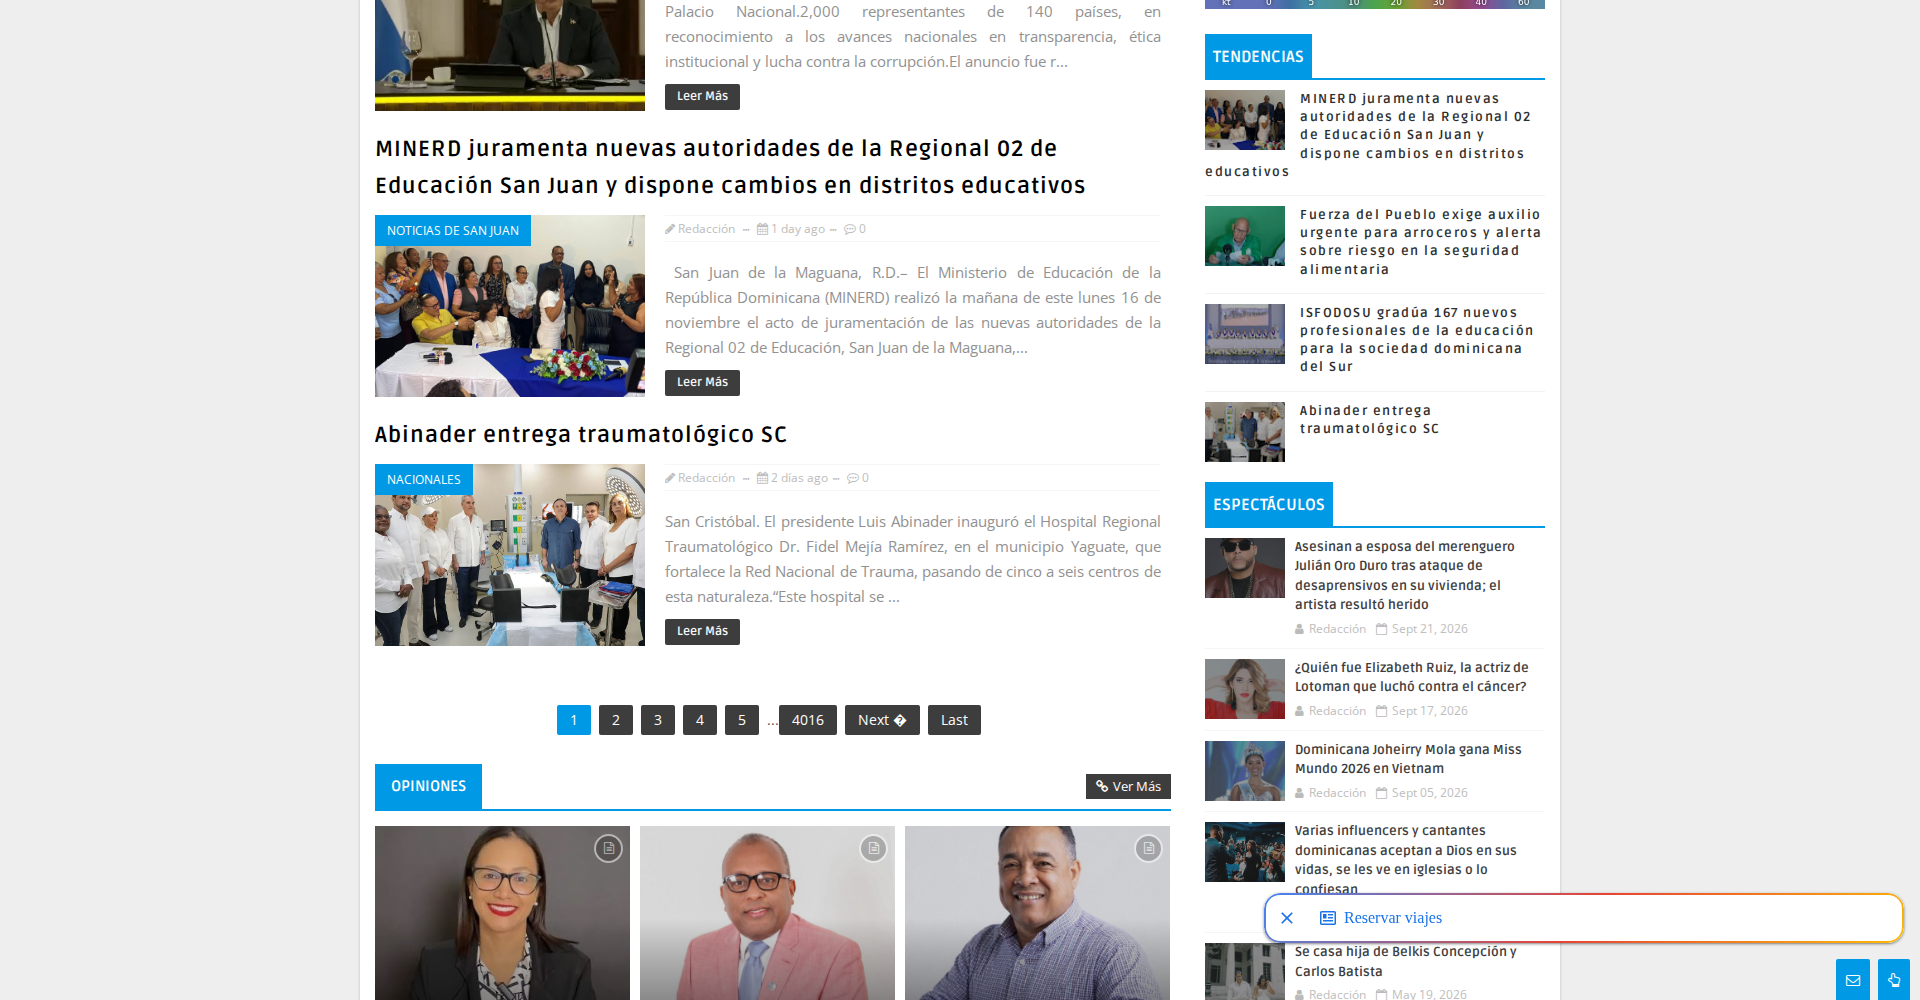 Palacio Nacional.2,000 representantes de 140 países, en
reconocimiento a los avances nacionales en transparencia, ética
institucional y lucha contra la corrupción.El anuncio fue r...
Leer Más
MINERD juramenta nuevas autoridades de la Regional 02 de
Educación San Juan y dispone cambios en distritos educativos
NOTICIAS DE SAN JUAN
Redacción – 1 day ago – 0
San Juan de la Maguana, R.D.– El Ministerio de Educación de la
República Dominicana (MINERD) realizó la mañana de este lunes 16 de
noviembre el acto de juramentación de las nuevas autoridades de la
Regional 02 de Educación, San Juan de la Maguana,...
Leer Más
Abinader entrega traumatológico SC
NACIONALES
Redacción – 2 días ago – 0
San Cristóbal. El presidente Luis Abinader inauguró el Hospital Regional
Traumatológico Dr. Fidel Mejía Ramírez, en el municipio Yaguate, que
fortalece la Red Nacional de Trauma, pasando de cinco a seis centros de
esta naturaleza.“Este hospital se ...
Leer Más
1 2 3 4 5 ... 4016 Next � Last
OPINIONES
Ver Más
kt 0 5 10 20 30 40 60
TENDENCIAS
MINERD juramenta nuevas
autoridades de la Regional 02
de Educación San Juan y
dispone cambios en distritos
educativos
Fuerza del Pueblo exige auxilio
urgente para arroceros y alerta
sobre riesgo en la seguridad
alimentaria
ISFODOSU gradúa 167 nuevos
profesionales de la educación
para la sociedad dominicana
del Sur
Abinader entrega
traumatológico SC
ESPECTÁCULOS
Asesinan a esposa del merenguero
Julián Oro Duro tras ataque de
desaprensivos en su vivienda; el
artista resultó herido
Redacción Sept 21, 2026
¿Quién fue Elizabeth Ruiz, la actriz de
Lotoman que luchó contra el cáncer?
Redacción Sept 17, 2026
Dominicana Joheirry Mola gana Miss
Mundo 2026 en Vietnam
Redacción Sept 05, 2026
Varias influencers y cantantes
dominicanas aceptan a Dios en sus
vidas, se les ve en iglesias o lo
confiesan
Reservar viajes
Se casa hija de Belkis Concepción y
Carlos Batista
Redacción May 19, 2026